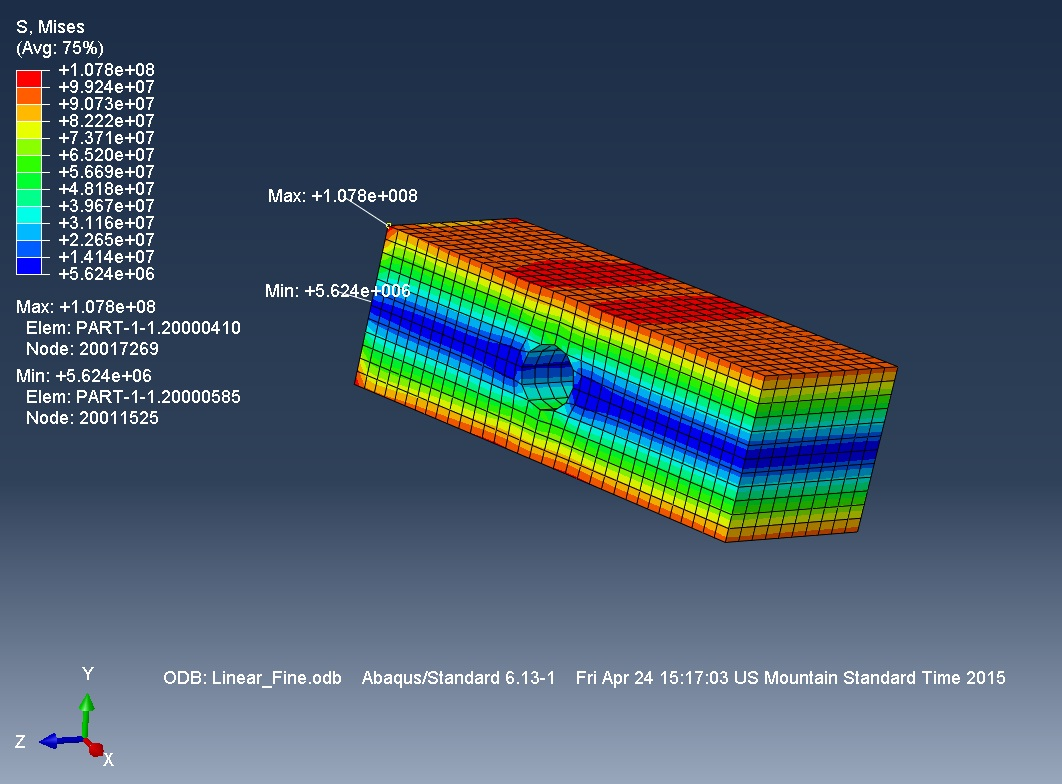 S, Mises
(Avg: 75%)
+1.078e+08
+9.924e+07
+9.073e+07
+8.222e+07
+7.371e+07
+6.520e+07
+5.669e+07
+4.818e+07
+3.967e+07
+3.116e+07
+2.265e+07
+1.414e+07
+5.624e+06
Max: +1.078e+08
Elem: PART-1-1.20000410
Node: 20017269
Min: +5.624e+06
Elem: PART-1-1.20000585
Node: 20011525
Max: +1.078e+008
Min: +5.624e+006
ODB: Linear_Fine.odb    Abaqus/Standard 6.13-1    Fri Apr 24 15:17:03 US Mountain Standard Time 2015
Y
Z
X